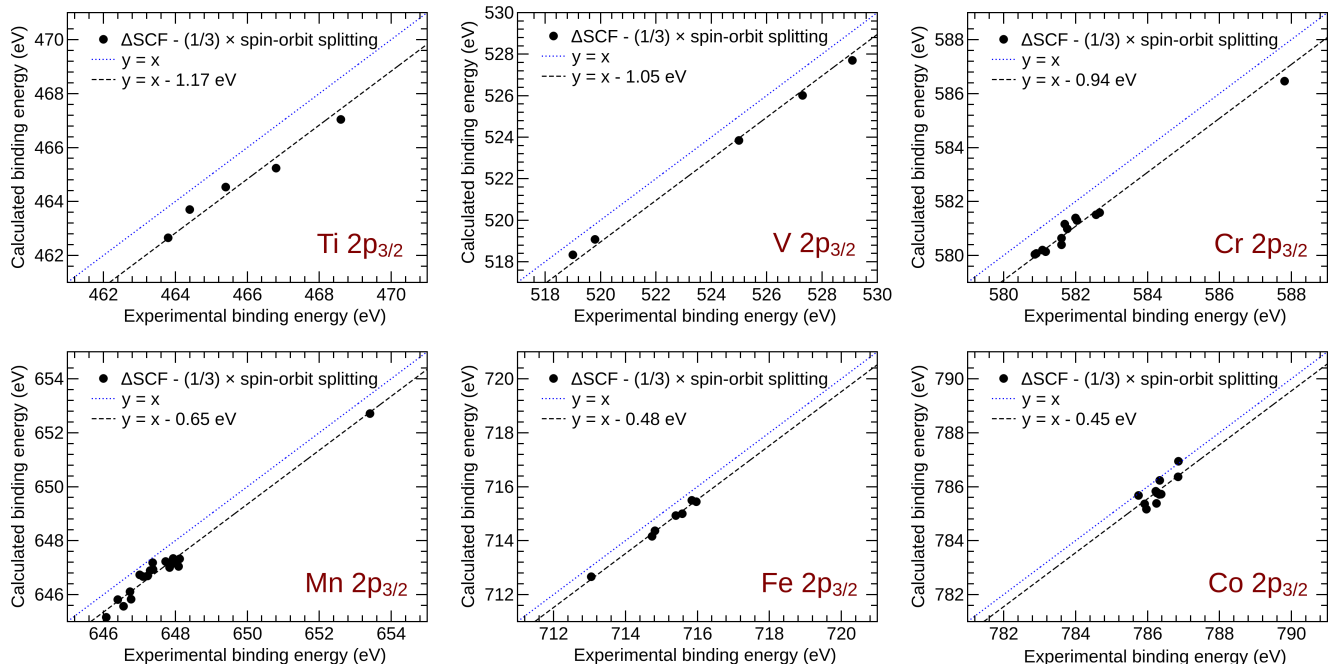 Calculated binding energy (eV)
470
468
466
464
462
ΔSCF - (1/3) × spin-orbit splitting
y = x
y = x - 1.17 eV
Ti 2p3/2
462 464 466 468 470
Experimental binding energy (eV)
Calculated binding energy (eV)
530
528
526
524
522
520
518
ΔSCF - (1/3) × spin-orbit splitting
y = x
y = x - 1.05 eV
V 2p3/2
518 520 522 524 526 528 530
Experimental binding energy (eV)
Calculated binding energy (eV)
588
586
584
582
580
ΔSCF - (1/3) × spin-orbit splitting
y = x
y = x - 0.94 eV
Cr 2p3/2
580 582 584 586 588
Experimental binding energy (eV)
Calculated binding energy (eV)
654
652
650
648
646
ΔSCF - (1/3) × spin-orbit splitting
y = x
y = x - 0.65 eV
Mn 2p3/2
646 648 650 652 654
Experimental binding energy (eV)
Calculated binding energy (eV)
720
718
716
714
712
ΔSCF - (1/3) × spin-orbit splitting
y = x
y = x - 0.48 eV
Fe 2p3/2
712 714 716 718 720
Experimental binding energy (eV)
Calculated binding energy (eV)
790
788
786
784
782
ΔSCF - (1/3) × spin-orbit splitting
y = x
y = x - 0.45 eV
Co 2p3/2
782 784 786 788 790
Experimental binding energy (eV)